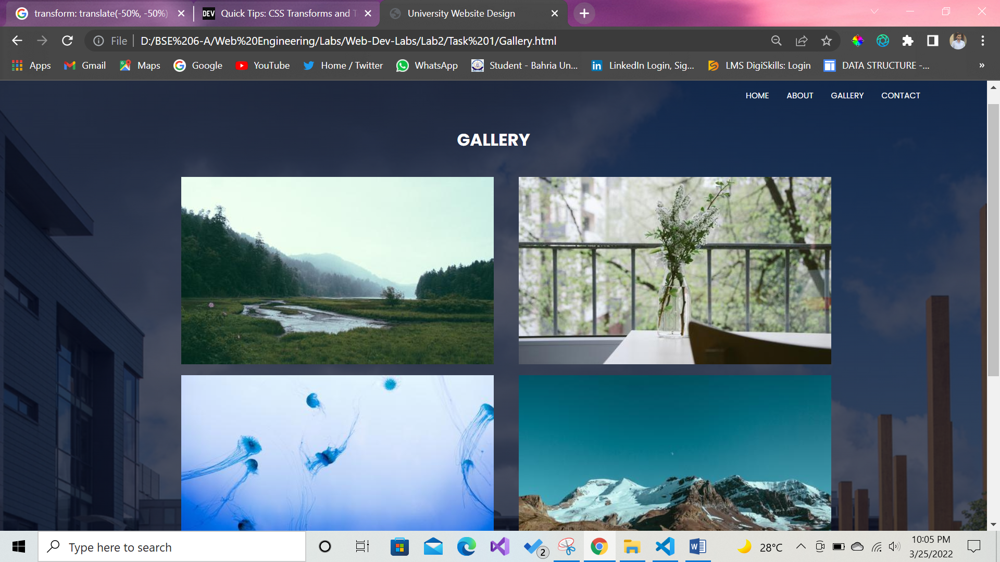 transform: translate(-50%, -50%)
DEV Quick Tips: CSS Transforms and T
University Website Design
File D:/BSE%206-A/Web%20Engineering/Labs/Web-Dev-Labs/Lab2/Task%201/Gallery.html
Apps Gmail Maps Google YouTube Home / Twitter WhatsApp Student - Bahria Un... LinkedIn Login, Sig... LMS DigiSkills: Login DATA STRUCTURE -... »
HOME ABOUT GALLERY CONTACT
GALLERY
Type here to search
2
28°C
10:05 PM
3/25/2022